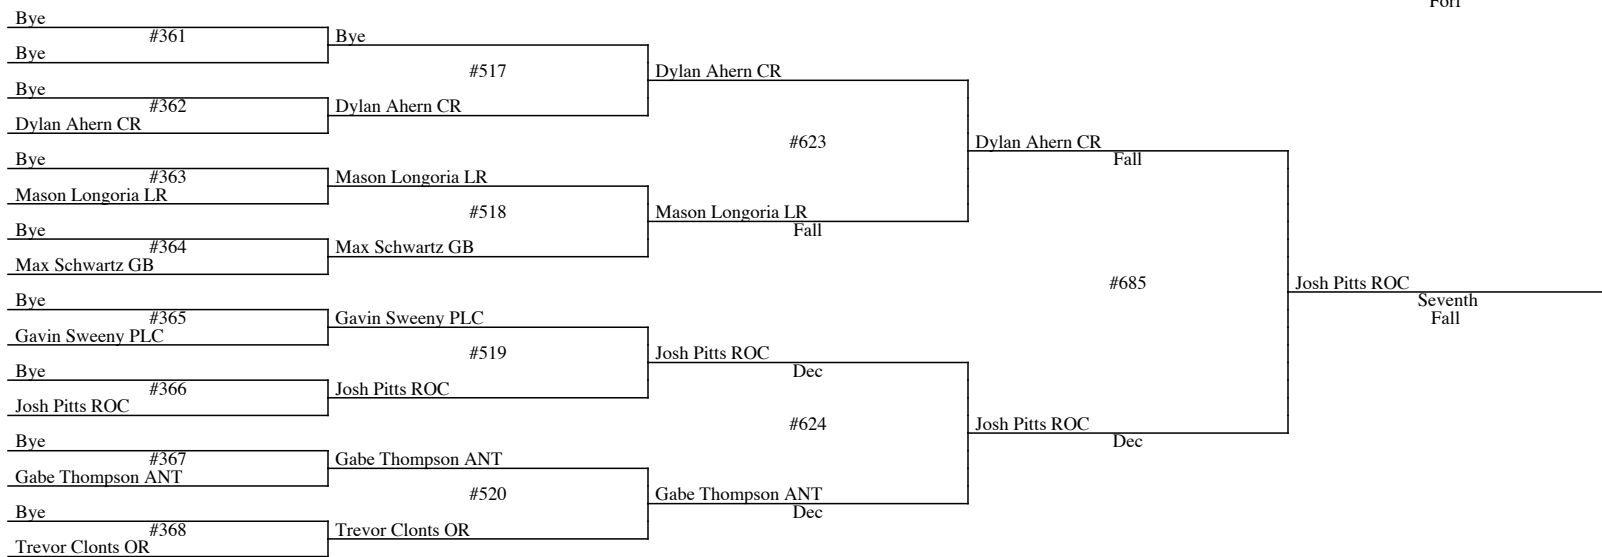 Forf
Bye
#361
Bye
Bye
#517
Dylan Ahern CR
Bye
#362
Dylan Ahern CR
Dylan Ahern CR
#623
Dylan Ahern CR
Fall
Bye
#363
Mason Longoria LR
Mason Longoria LR
#518
Mason Longoria LR
Fall
Bye
#364
Max Schwartz GB
Max Schwartz GB
#685
Josh Pitts ROC
Seventh
Fall
Bye
#365
Gavin Sweeny PLC
Gavin Sweeny PLC
#519
Josh Pitts ROC
Dec
Bye
#366
Josh Pitts ROC
Josh Pitts ROC
#624
Josh Pitts ROC
Dec
Bye
#367
Gabe Thompson ANT
Gabe Thompson ANT
#520
Gabe Thompson ANT
Dec
Bye
#368
Trevor Clonts OR
Trevor Clonts OR